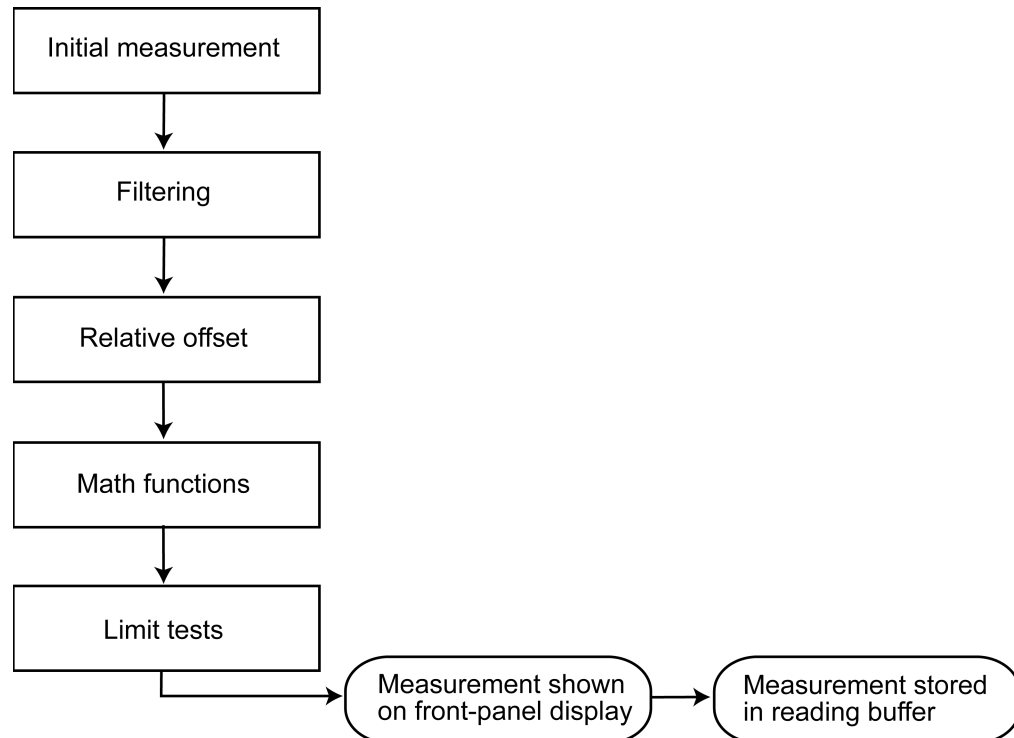 Initial measurement
Filtering
Relative offset
Math functions
Limit tests
Measurement shown
on front-panel display
Measurement stored
in reading buffer